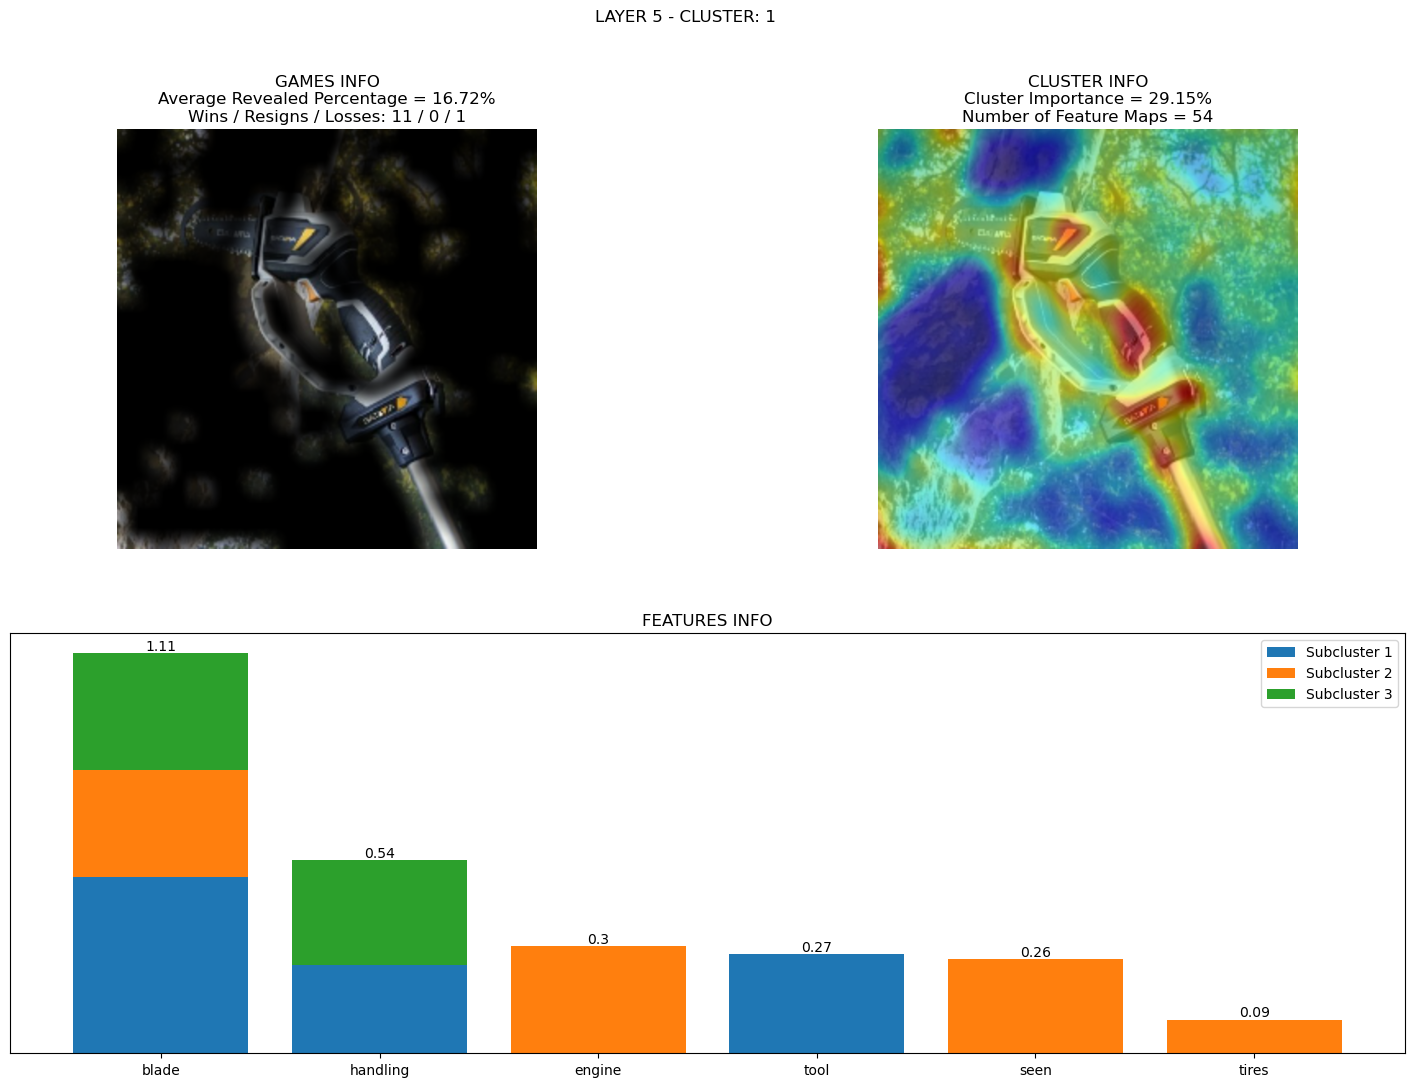 LAYER 5 - CLUSTER: 1
GAMES INFO
Average Revealed Percentage = 16.72%
Wins / Resigns / Losses: 11 / 0 / 1
CLUSTER INFO
Cluster Importance = 29.15%
Number of Feature Maps = 54
FEATURES INFO
1.11
0.54
0.3
0.27
0.26
0.09
Subcluster 1
Subcluster 2
Subcluster 3
blade
handling
engine
tool
seen
tires